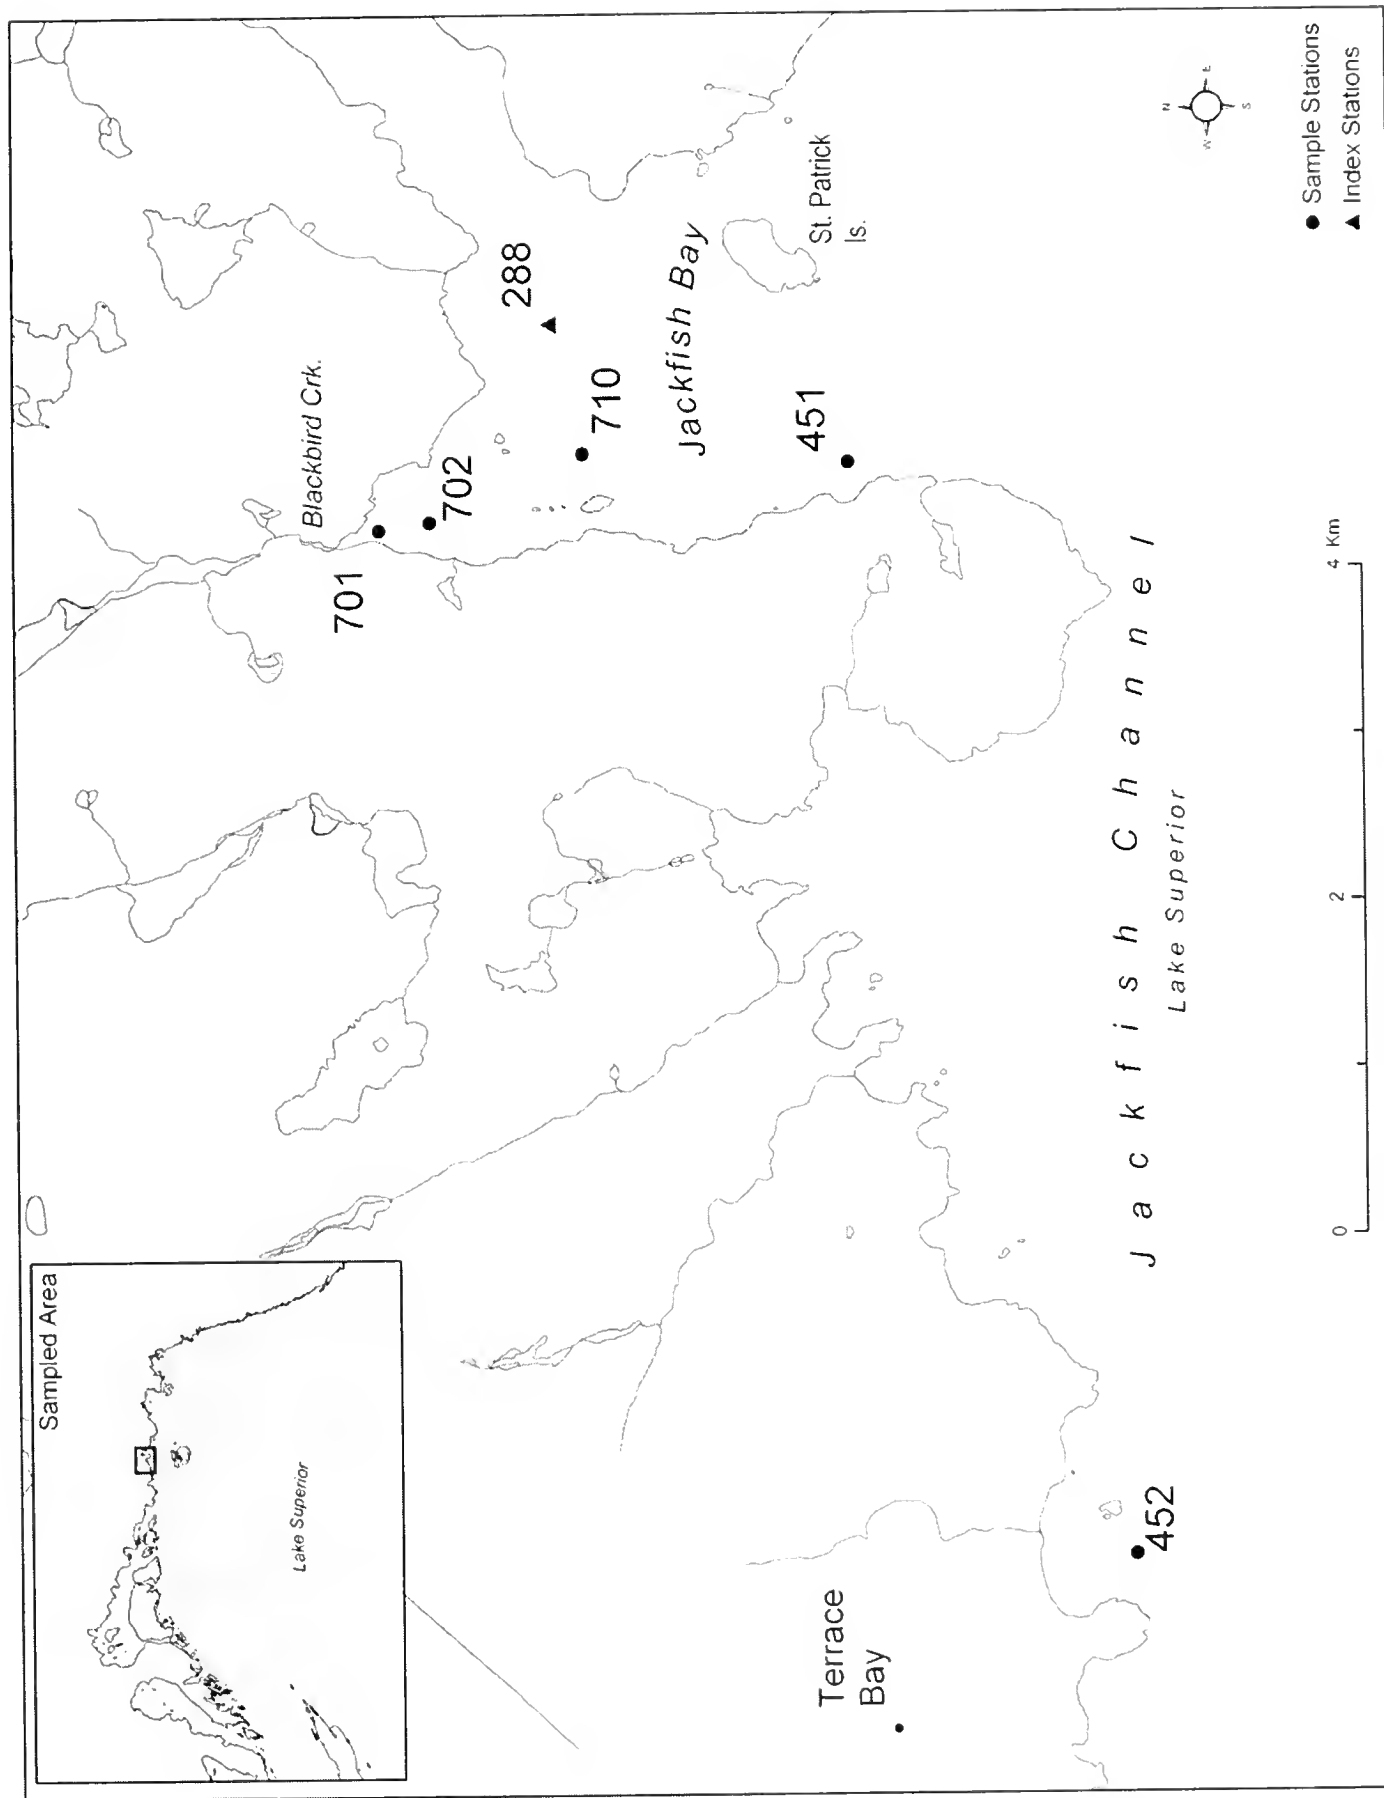 Sampled Area
Lake Superior
Blackbird Crk.
701
702
288
710
Jackfish Bay
451
St. Patrick
Is.
Terrace
Bay
452
Jackfish Channel
Lake Superior
N
W
E
S
0
2
4 Km
Sample Stations
Index Stations